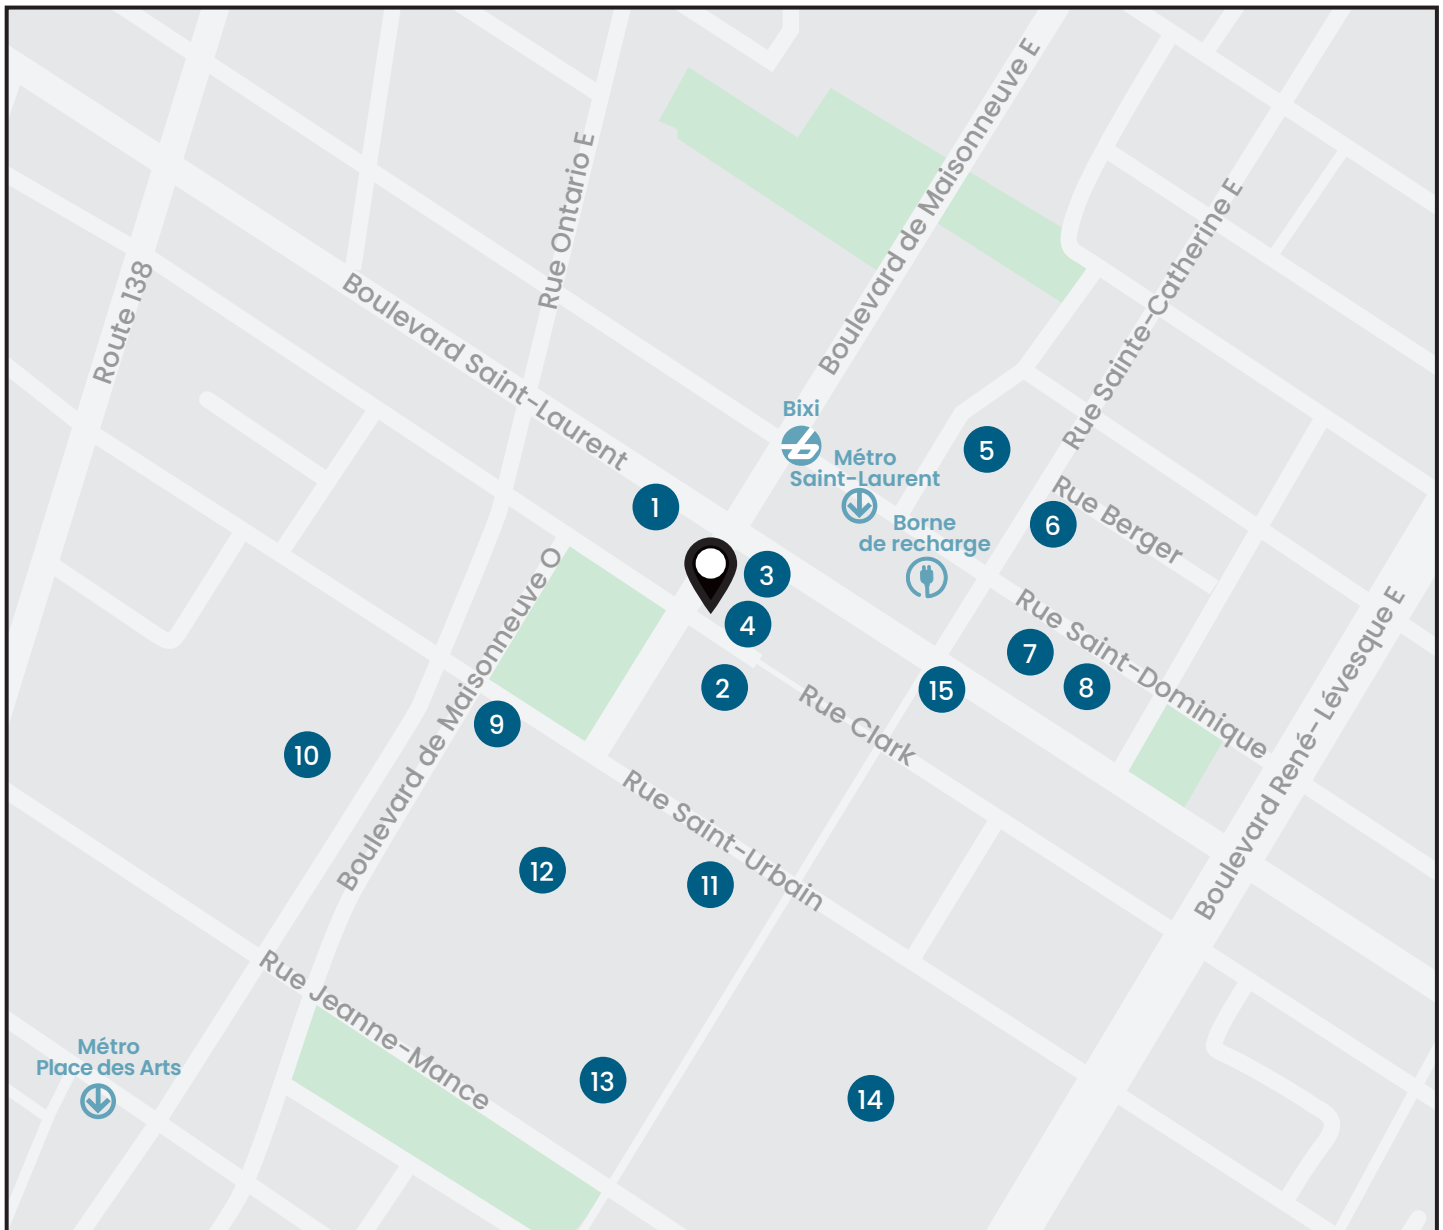 Boulevard de Maisonneuve E
Rue Ontario E
Rue Sainte-Catherine E
Route 138
Boulevard Saint-Laurent
Bixi
Métro
Saint-Laurent
5
Rue Berger
1
6
Borne
de recharge
3
Boulevard de Maisonneuve O
4
Rue Saint-Dominique
7
2
15
8
Rue Clark
Boulevard René- Lévesque E
9
10
Rue Saint-Urbain
12
11
Rue Jeanne-Mance
Métro
Place des Arts
13
14